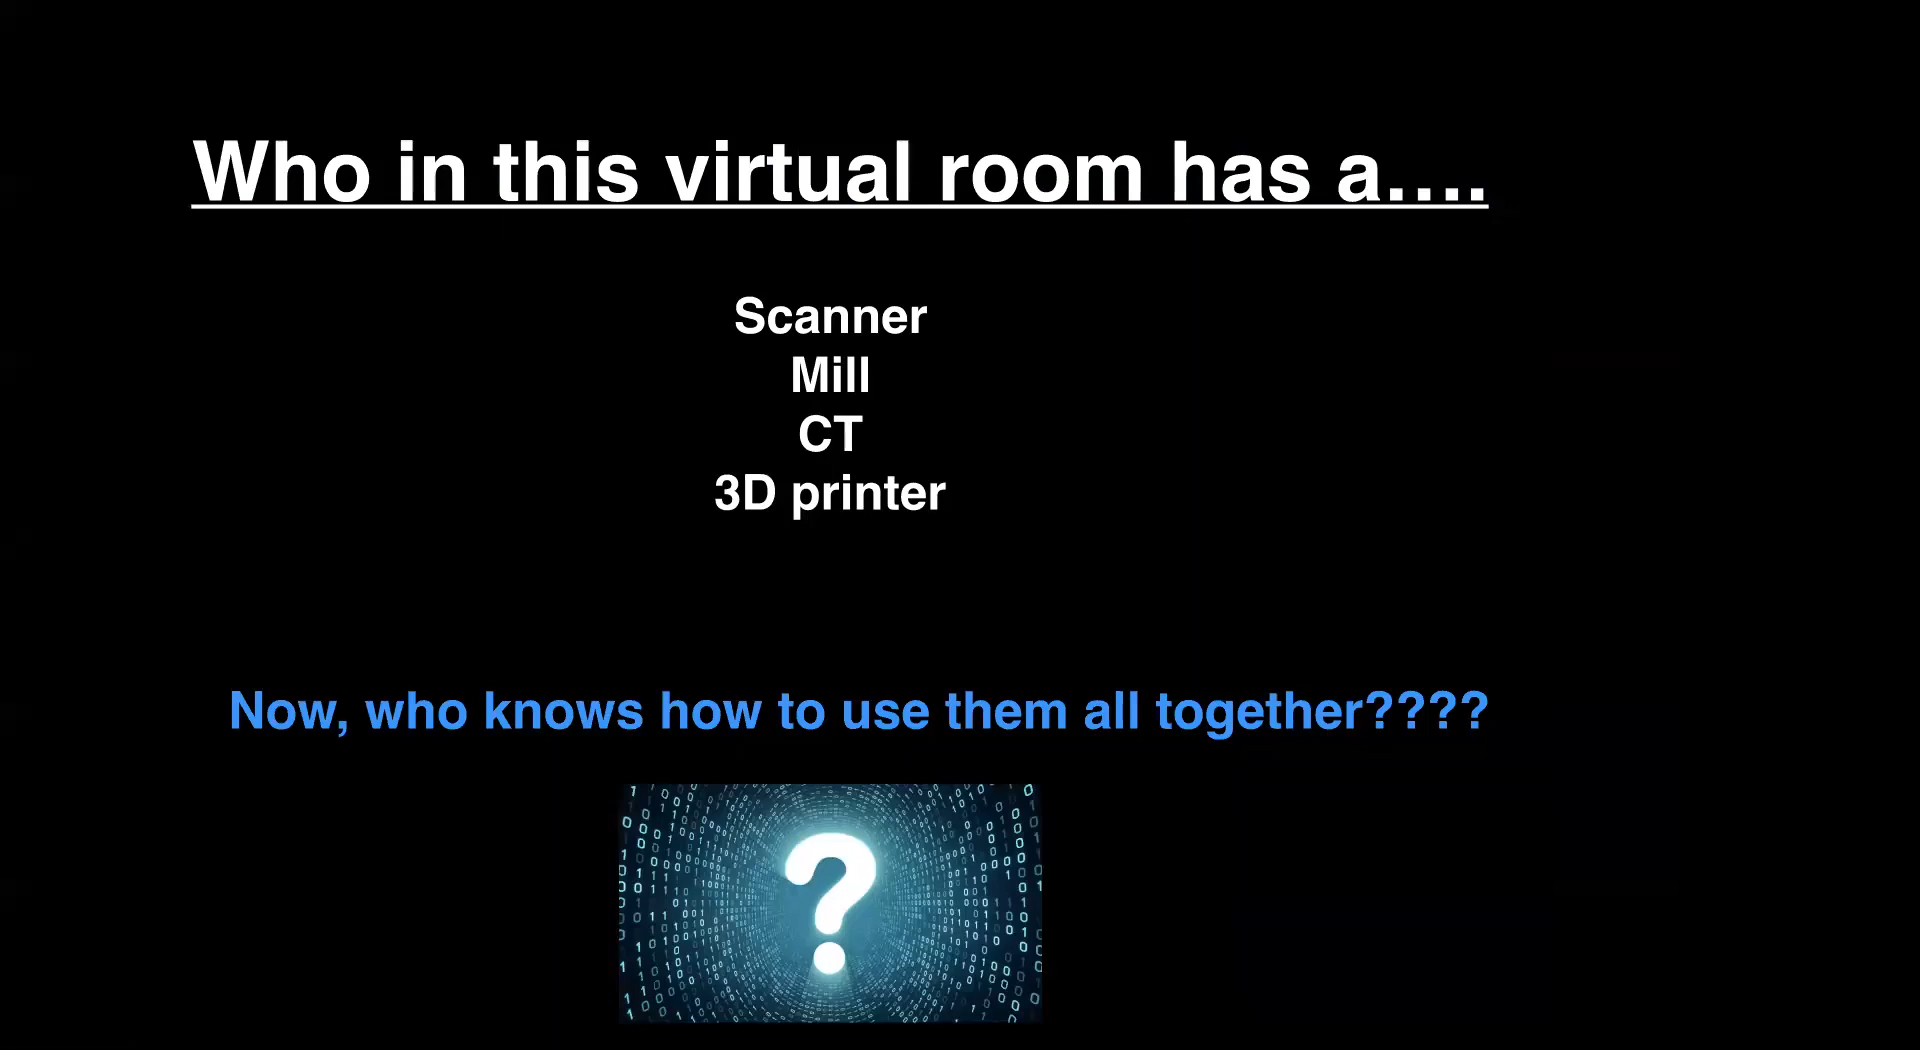 Who in this virtual room has a....
Scanner
Mill
CT
3D printer
Now, who knows how to use them all together????
?